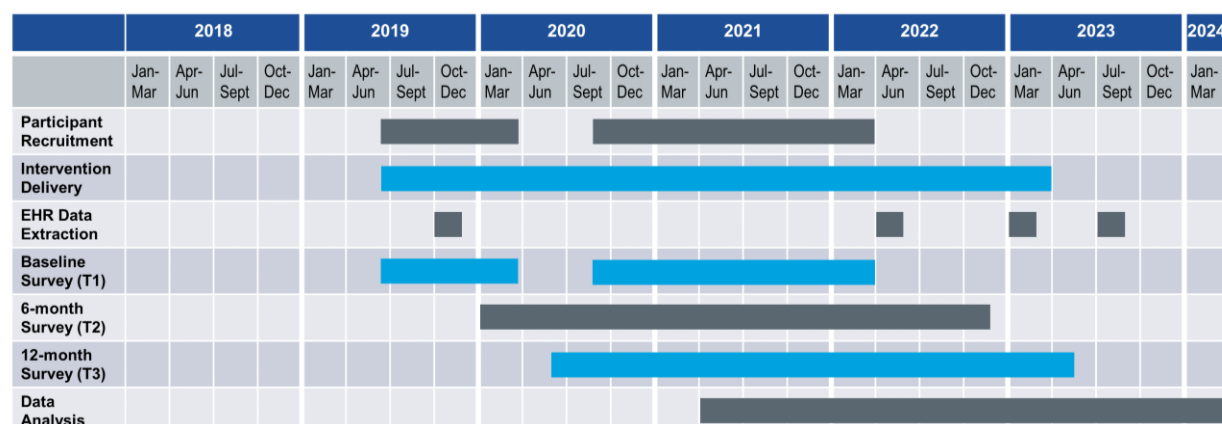 2018 2019 2020 2021 2022 2023 2024
Jan- Apr- Jul- Oct- Jan- Apr- Jul- Oct- Jan- Apr- Jul- Oct- Jan- Apr- Jul- Oct- Jan- Apr- Jul- Oct- Jan- Apr- Jul- Oct- Jan-
Mar Jun Sept Dec Mar Jun Sept Dec Mar Jun Sept Dec Mar Jun Sept Dec Mar Jun Sept Dec Mar Jun Sept Dec Mar
Participant
Recruitment
Intervention
Delivery
EHR Data
Extraction
Baseline
Survey (T1)
6-month
Survey (T2)
12-month
Survey (T3)
Data
Analysis